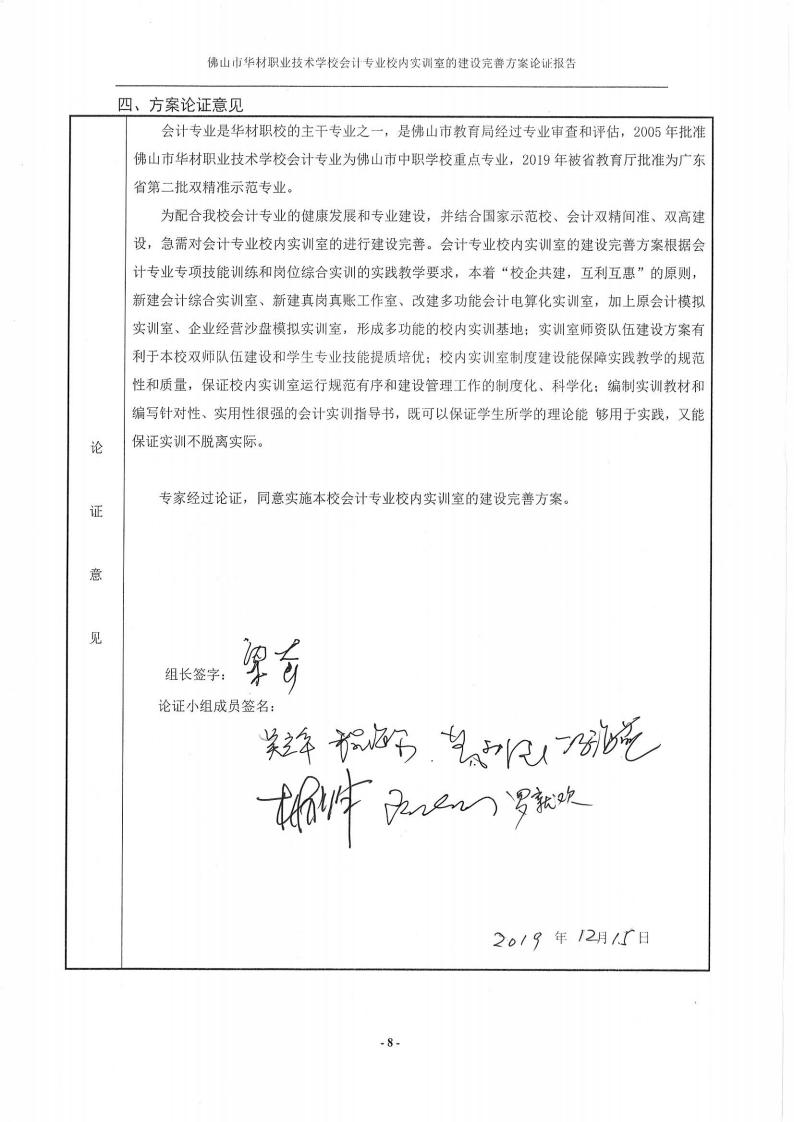 佛山市华材职业技术学校会计专业校内实训室的建设完善方案论证报告
四、方案论证意见
会计专业是华材职校的主干专业之一，是佛山市教育局经过专业审查和评估，2005 年批准
佛山市华材职业技术学校会计专业为佛山市中职学校重点专业，2019 年被省教育厅批准为广东
省第二批双精准示范专业。
为配合我校会计专业的健康发展和专业建设，并结合国家示范校、会计双精间准、双高建
设，急需对会计专业校内实训室的进行建设完善。会计专业校内实训室的建设完善方案根据会
计专业专项技能训练和岗位综合实训的实践教学要求，本着“校企共建，互利互惠”的原则，
新建会计综合实训室、新建真岗真账工作室、改建多功能会计电算化实训室，加上原会计模拟
实训室、企业经营沙盘模拟实训室，形成多功能的校内实训基地；实训室师资队伍建设方案有
利于本校双师队伍建设和学生专业技能提质培优；校内实训室制度建设能保障实践教学的规范
性和质量，保证校内实训室运行规范有序和建设管理工作的制度化、科学化；编制实训教材和
编写针对性、实用性很强的会计实训指导书，既可以保证学生所学的理论能 够用于实践，又能
保证实训不脱离实际。
专家经过论证，同意实施本校会计专业校内实训室的建设完善方案。
论
证
意
见
组长签字：梁奇
论证小组成员签名：
罗就欢
2019 年 12月15日
- 8 -